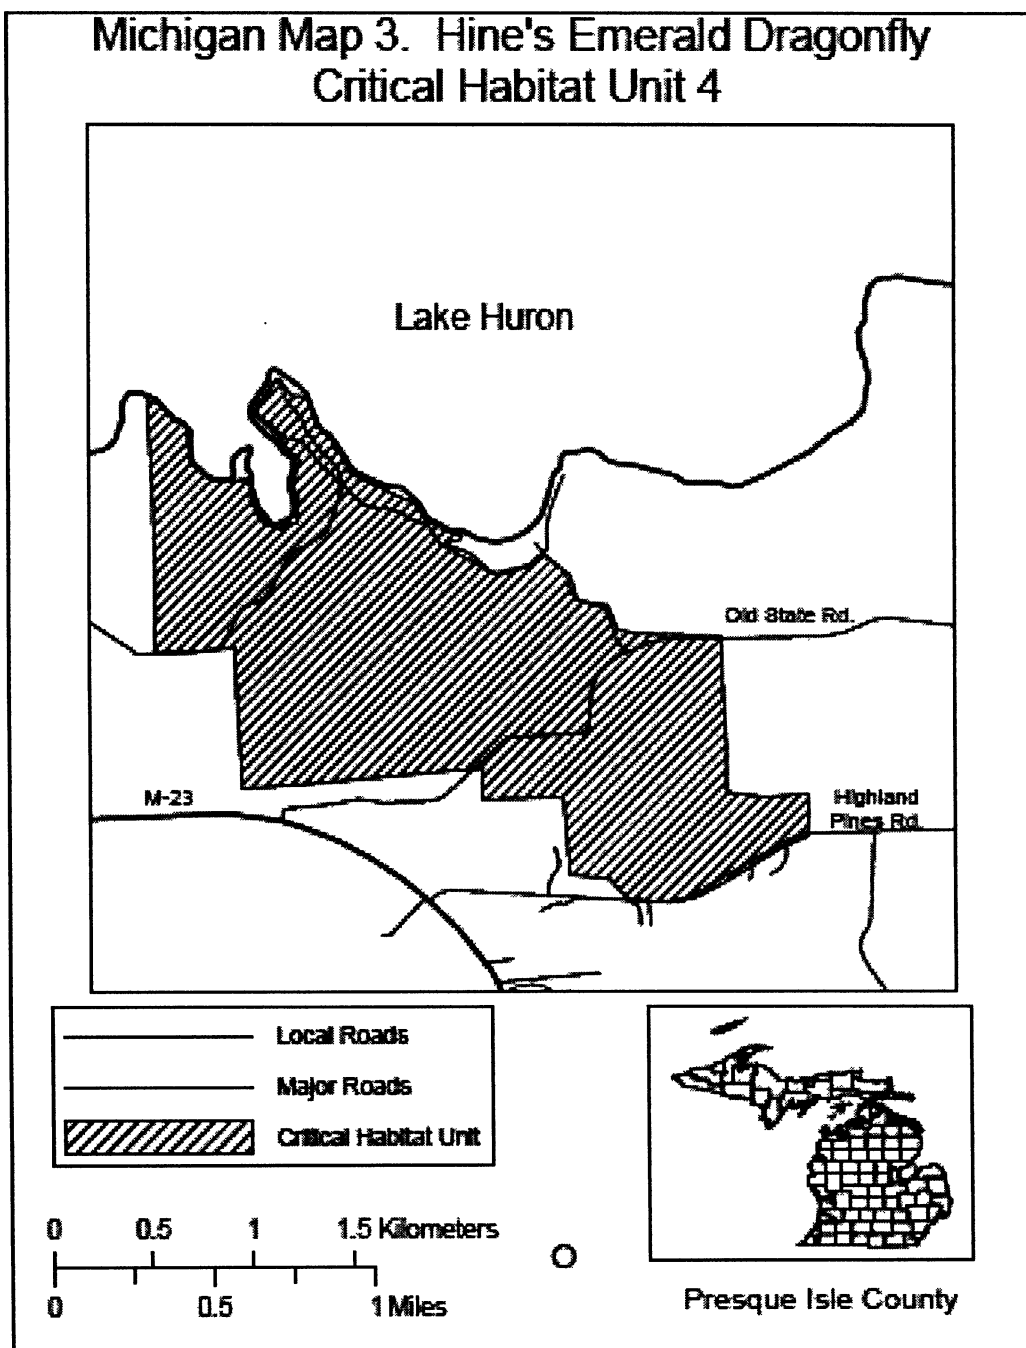 Michigan Map 3. Hine's Emerald Dragonfly
Critical Habitat Unit 4
Lake Huron
Old State Rd.
M-23
Highland
Pines Rd.
Local Roads
Major Roads
Critical Habitat Unit
0 0.5 1 1.5 Kilometers
0 0.5 1 Miles
Presque Isle County